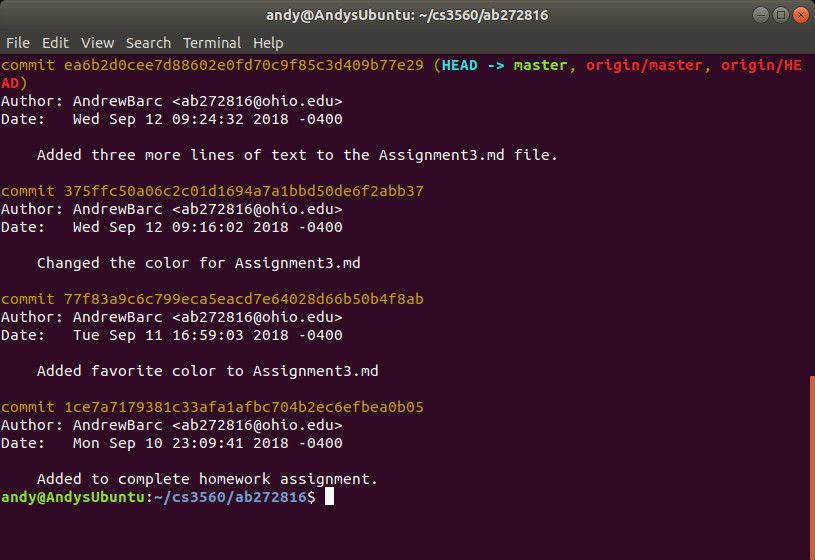 andy@AndysUbuntu: ~/cs3560/ab272816
File Edit View Search Terminal Help
commit ea6b2d0cee7d88602e0fd70c9f85c3d409b77e29 (HEAD -> master, origin/master, origin/HE
AD)
Author: AndrewBarc <ab272816@ohio.edu>
Date:   Wed Sep 12 09:24:32 2018 -0400
    Added three more lines of text to the Assignment3.md file.
commit 375ffc50a06c2c01d1694a7a1bbd50de6f2abb37
Author: AndrewBarc <ab272816@ohio.edu>
Date:   Wed Sep 12 09:16:02 2018 -0400
    Changed the color for Assignment3.md
commit 77f83a9c6c799eca5eacd7e64028d66b50b4f8ab
Author: AndrewBarc <ab272816@ohio.edu>
Date:   Tue Sep 11 16:59:03 2018 -0400
    Added favorite color to Assignment3.md
commit 1ce7a7179381c33afa1afbc704b2ec6efbea0b05
Author: AndrewBarc <ab272816@ohio.edu>
Date:   Mon Sep 10 23:09:41 2018 -0400
    Added to complete homework assignment.
andy@AndysUbuntu:~/cs3560/ab272816$